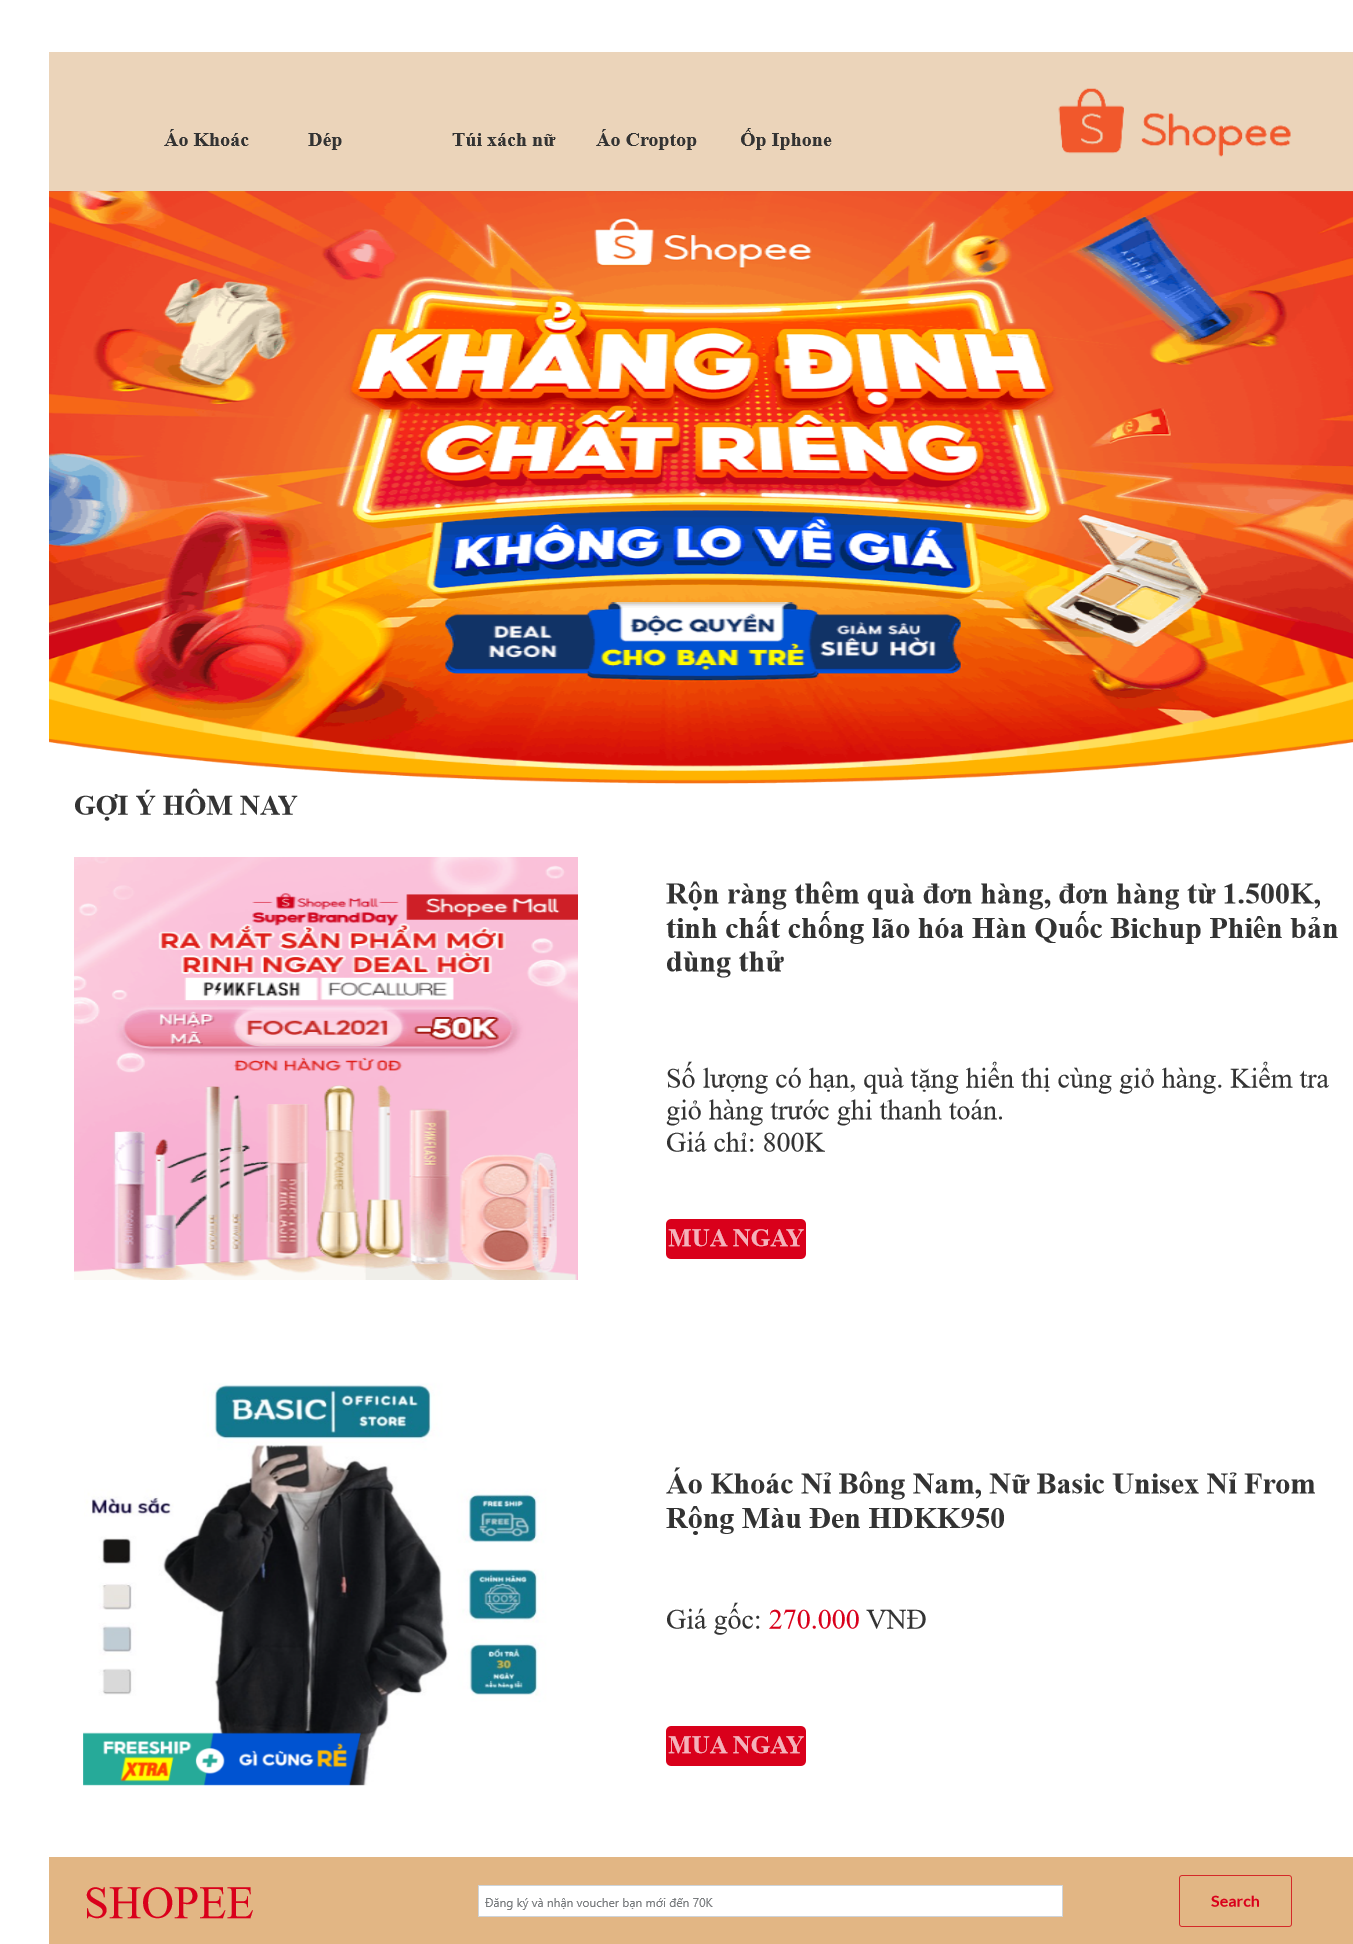 Áo Khoác Dép Túi xách nữ Áo Croptop Ốp Iphone
S Shopee
S Shopee
KHẲNG ĐỊNH
CHẤT RIÊNG
KHÔNG LO VỀ GIÁ
DEAL
NGON
ĐỘC QUYỀN
CHO BẠN TRẺ
GIẢM SÂU
SIÊU HỜI
GỢI Ý HÔM NAY
S Shopee Mall
Super Brand Day
Shopee Mall
RA MẮT SẢN PHẨM MỚI
RINH NGAY DEAL HỜI
P⚡NKFLASH FOCALLURE
NHẬP
MÃ
FOCAL2021
-50K
ĐƠN HÀNG TỪ 0Đ
Rộn ràng thêm quà đơn hàng, đơn hàng từ 1.500K,
tinh chất chống lão hóa Hàn Quốc Bichup Phiên bản
dùng thử
Số lượng có hạn, quà tặng hiển thị cùng giỏ hàng. Kiểm tra
giỏ hàng trước ghi thanh toán.
Giá chỉ: 800K
MUA NGAY
BASIC
OFFICIAL
STORE
Màu sắc
FREE SHIP
FREE
CHÍNH HÃNG
100%
ĐỔI TRẢ
30
NGÀY
nếu hàng lỗi
FREESHIP
XTRA
+
GÌ CŨNG RẺ
Áo Khoác Nỉ Bông Nam, Nữ Basic Unisex Nỉ From
Rộng Màu Đen HDKK950
Giá gốc: 270.000 VNĐ
MUA NGAY
SHOPEE
Đăng ký và nhận voucher bạn mới đến 70K
Search